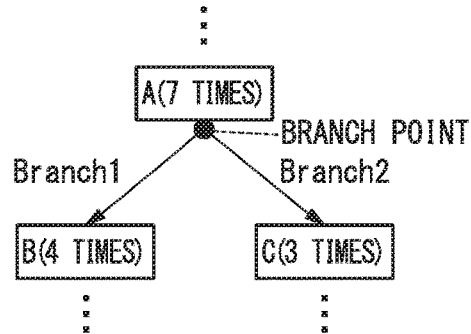 A(7 TIMES)
BRANCH POINT
Branch1
Branch2
B(4 TIMES)
C(3 TIMES)